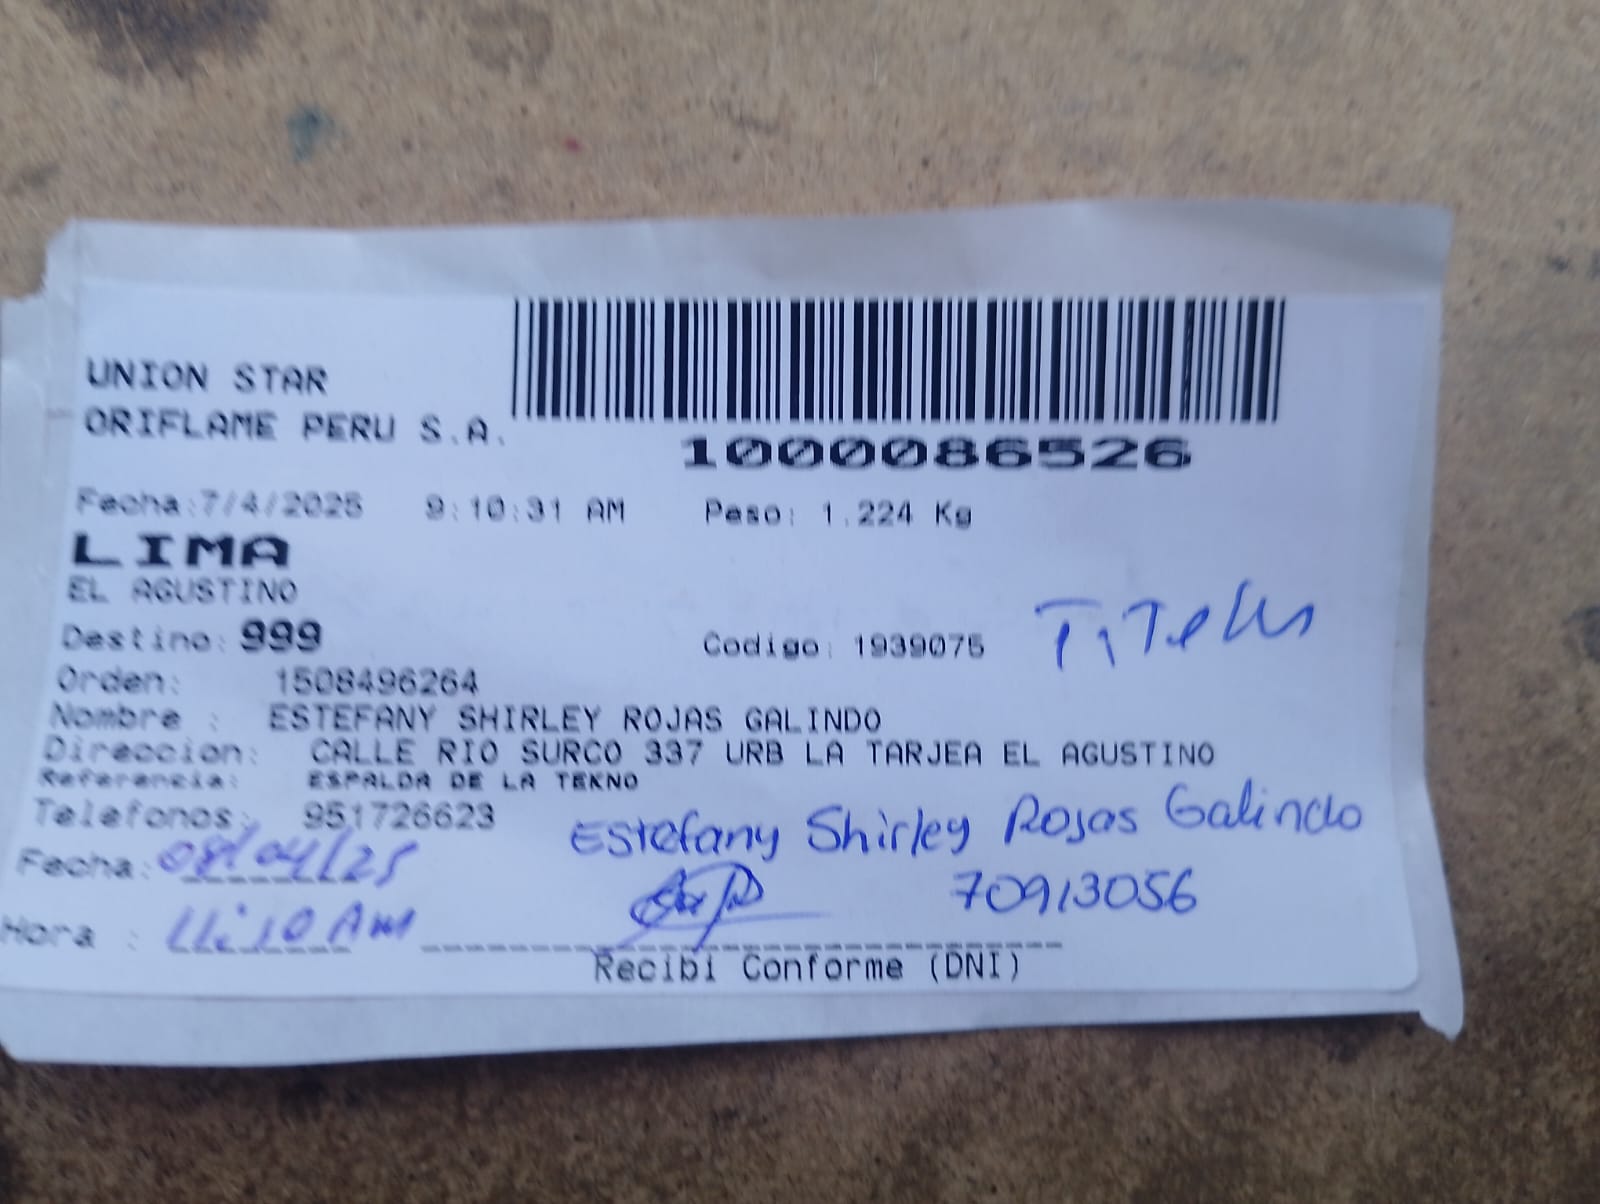 UNION STAR
ORIFLAME PERU S.A.
1000086526
Fecha:7/4/2025 9:10:31 AM Peso: 1.224 Kg
LIMA
EL AGUSTINO
Destino: 999 Codigo: 1939075 TiTeln
Orden: 1508496264
Nombre : ESTEFANY SHIRLEY ROJAS GALINDO
Direccion: CALLE RIO SURCO 337 URB LA TARJEA EL AGUSTINO
Referencia: ESPALDA DE LA TEKNO
Telefonos: 951726623
Estefany Shirley Rojas Galindo
Fecha: 08/04/25
70913056
Hora : 11:10 Am
Recibi Conforme (DNI)